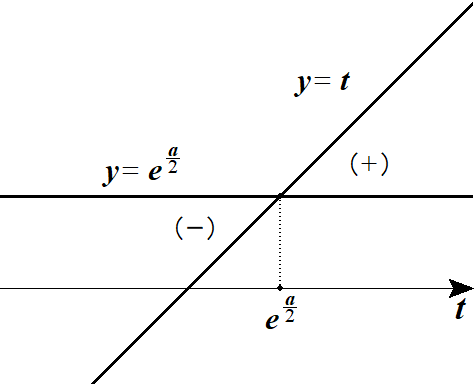 y = t
y = e^{a/2}
(+)
(−)
e^{a/2}
t